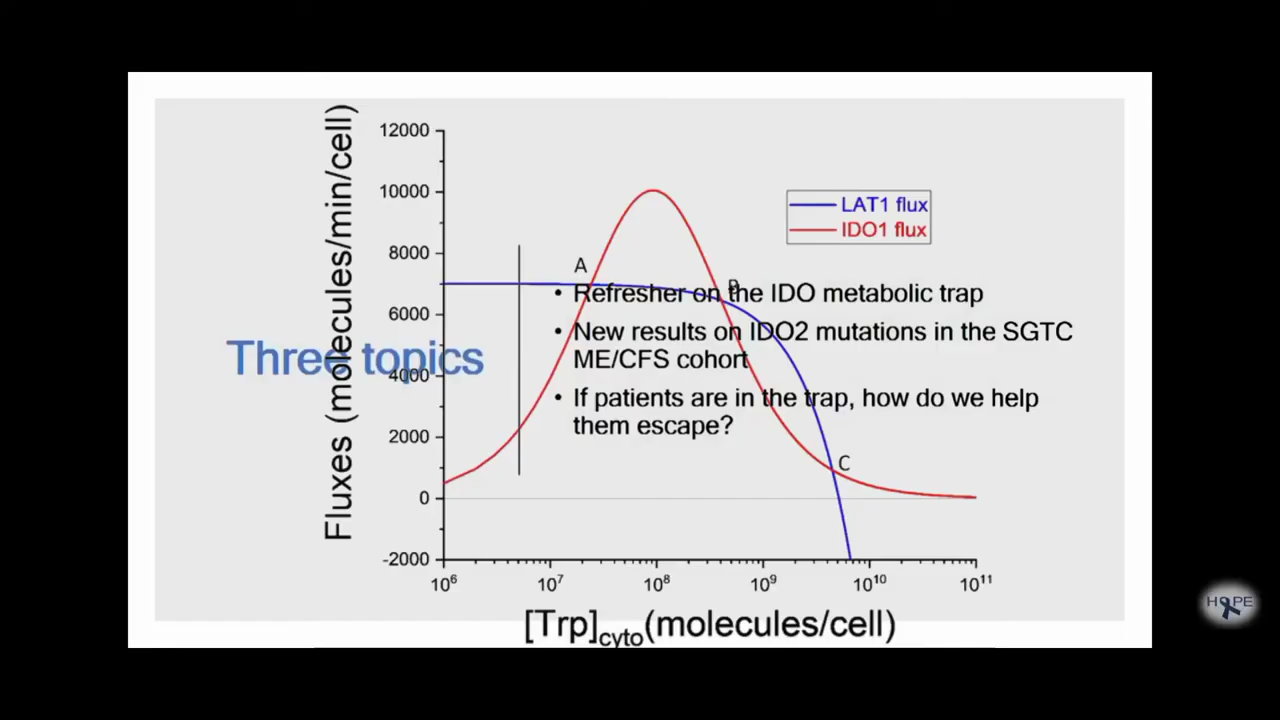 Three topics
• Refresher on the IDO metabolic trap
• New results on IDO2 mutations in the SGTC
ME/CFS cohort
• If patients are in the trap, how do we help
them escape?
Fluxes (molecules/min/cell)
12000
10000
8000
6000
4000
2000
0
-2000
LAT1 flux
IDO1 flux
A
B
C
10⁶ 10⁷ 10⁸ 10⁹ 10¹⁰ 10¹¹
[Trp]cyto(molecules/cell)
HOPE